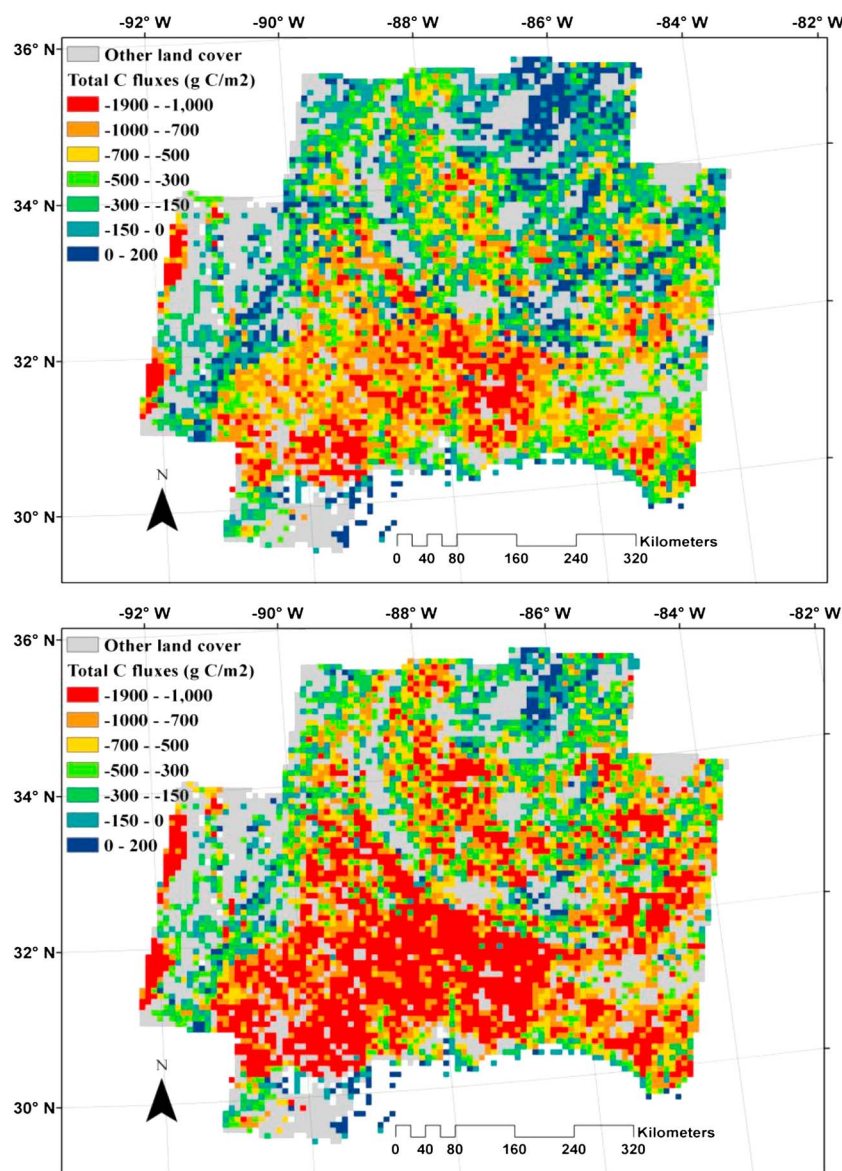 -92° W -90° W -88° W -86° W -84° W -82° W
36° N
34° N
32° N
30° N
Other land cover
Total C fluxes (g C/m2)
-1900 - -1,000
-1000 - -700
-700 - -500
-500 - -300
-300 - -150
-150 - 0
0 - 200
N
Kilometers
0 40 80 160 240 320
-92° W -90° W -88° W -86° W -84° W -82° W
36° N
34° N
32° N
30° N
Other land cover
Total C fluxes (g C/m2)
-1900 - -1,000
-1000 - -700
-700 - -500
-500 - -300
-300 - -150
-150 - 0
0 - 200
N
Kilometers
0 40 80 160 240 320